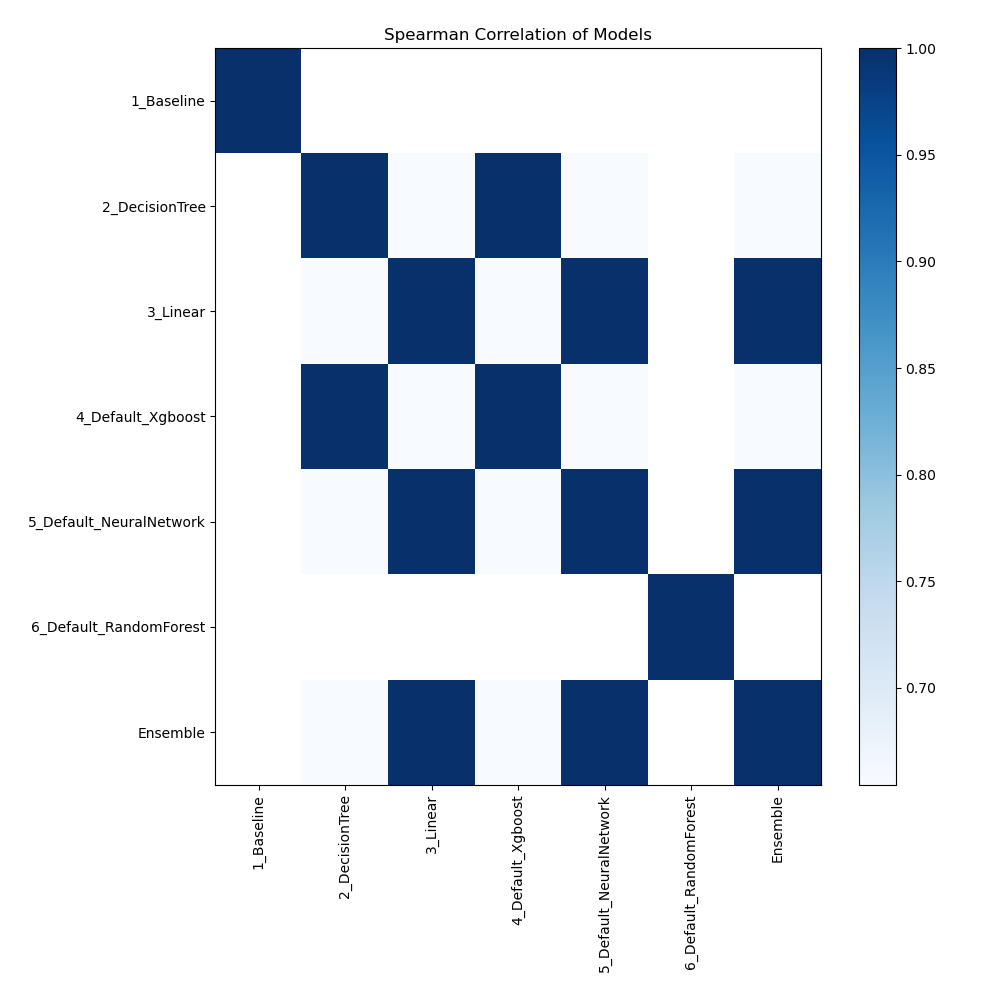 Spearman Correlation of Models
1_Baseline
2_DecisionTree
3_Linear
4_Default_Xgboost
5_Default_NeuralNetwork
6_Default_RandomForest
Ensemble
1_Baseline
2_DecisionTree
3_Linear
4_Default_Xgboost
5_Default_NeuralNetwork
6_Default_RandomForest
Ensemble
1.00
0.95
0.90
0.85
0.80
0.75
0.70